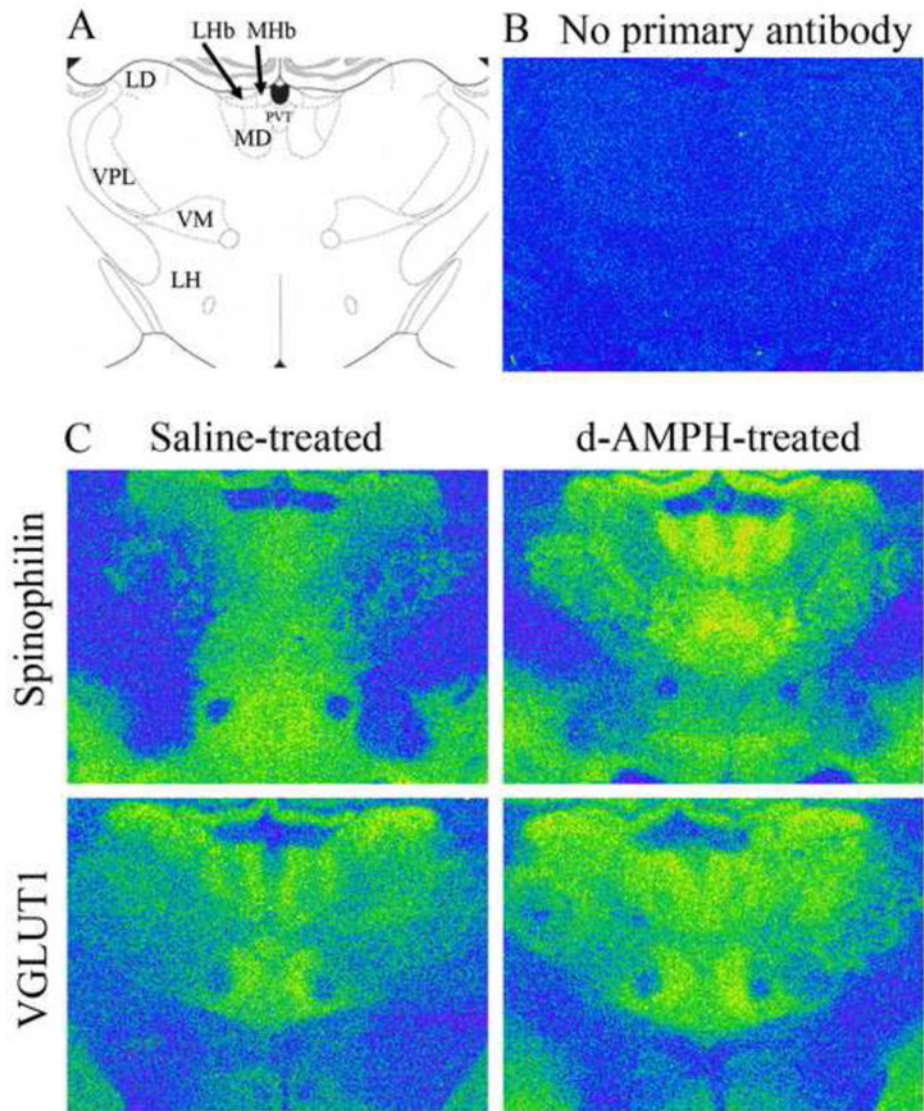 A
LHb MHb
B No primary antibody
LD
PVT
MD
VPL
VM
LH
C Saline-treated d-AMPH-treated
Spinophilin
VGLUT1